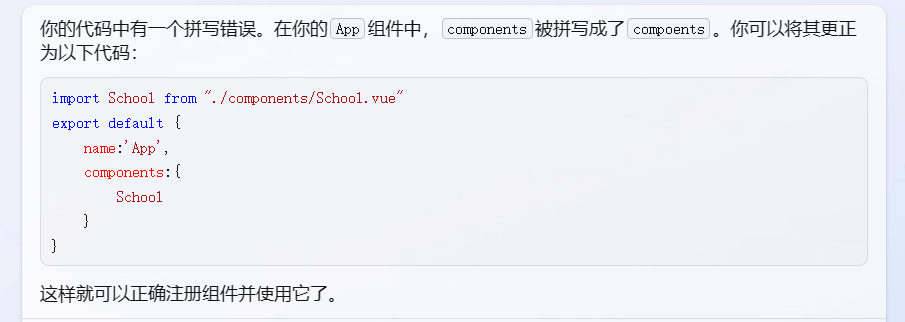 你的代码中有一个拼写错误。在你的 App 组件中，components 被拼写成了 compoents 。你可以将其更正
为以下代码：
import School from "./components/School.vue"
export default {
    name:'App',
    components:{
        School
    }
}
这样就可以正确注册组件并使用它了。